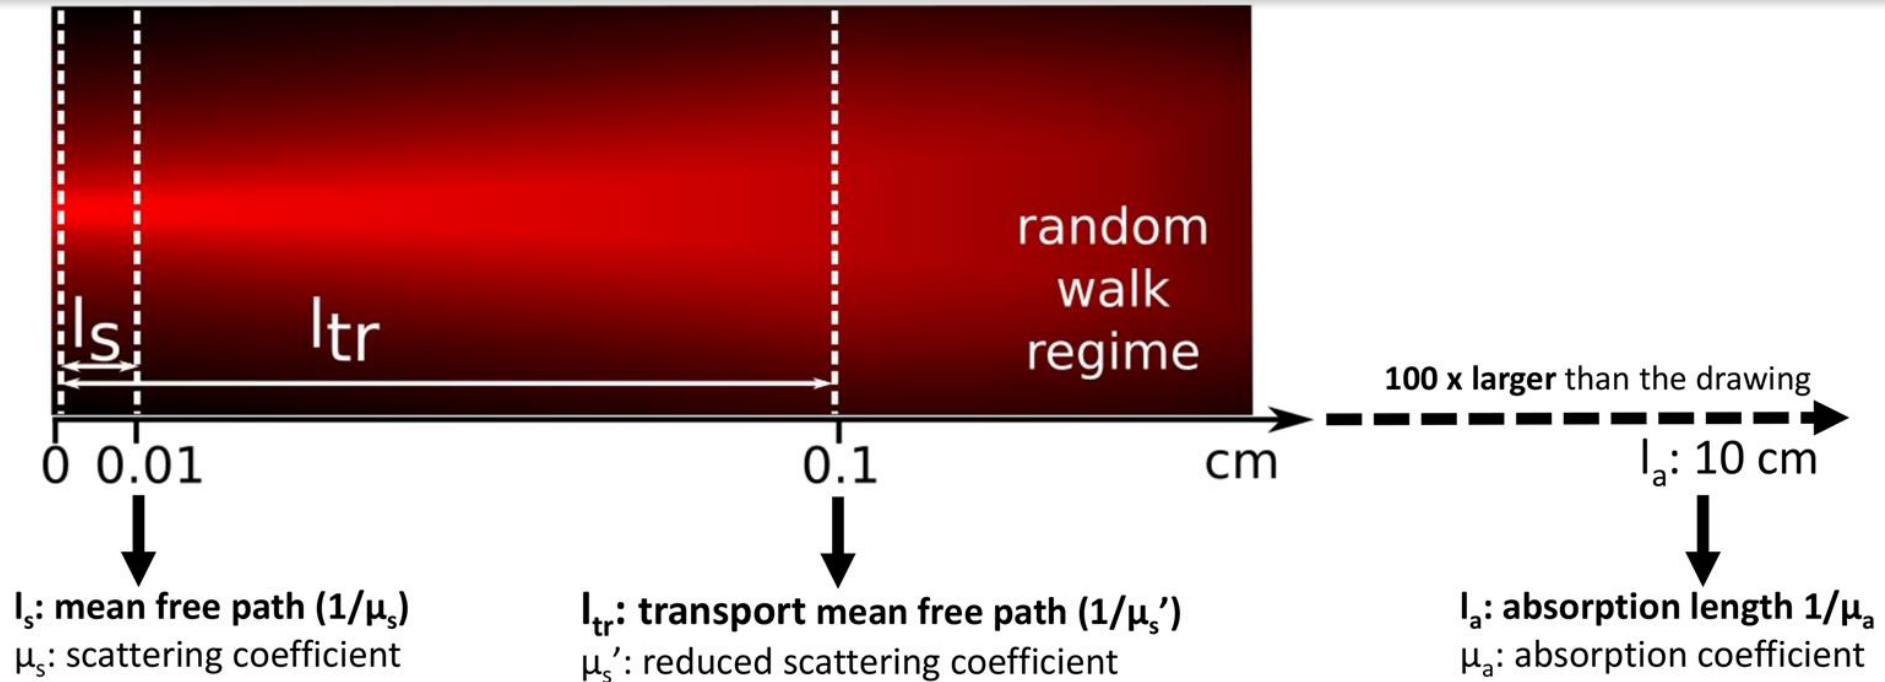 ls
ltr
random
walk
regime
100 x larger than the drawing
0 0.01 0.1 cm
la: 10 cm
ls: mean free path (1/μs)
μs: scattering coefficient
ltr: transport mean free path (1/μs’)
μs’: reduced scattering coefficient
la: absorption length 1/μa
μa: absorption coefficient